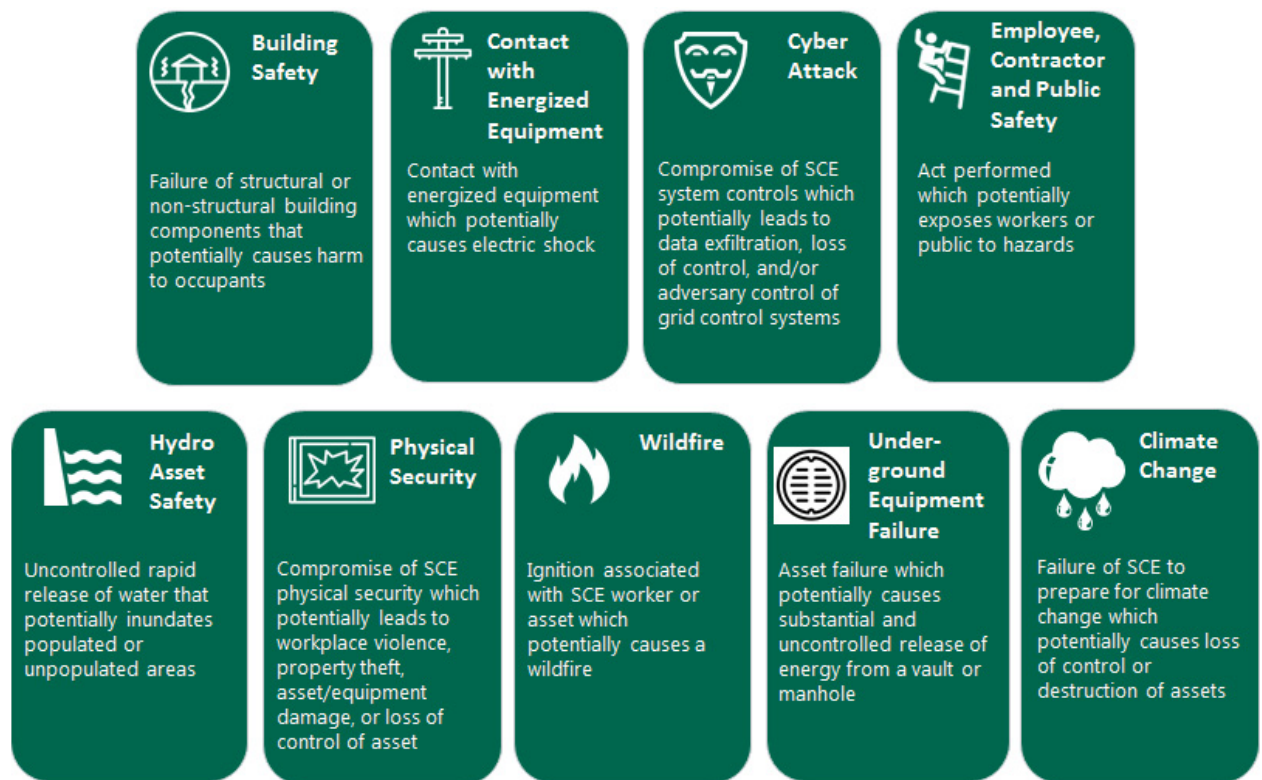 Building
Safety
Failure of structural or
non-structural building
components that
potentially causes harm
to occupants
Contact
with
Energized
Equipment
Contact with
energized equipment
which potentially
causes electric shock
Cyber
Attack
Compromise of SCE
system controls which
potentially leads to
data exfiltration, loss
of control, and/or
adversary control of
grid control systems
Employee,
Contractor
and Public
Safety
Act performed
which potentially
exposes workers or
public to hazards
Hydro
Asset
Safety
Uncontrolled rapid
release of water that
potentially inundates
populated or
unpopulated areas
Physical
Security
Compromise of SCE
physical security which
potentially leads to
workplace violence,
property theft,
asset/equipment
damage, or loss of
control of asset
Wildfire
Ignition associated
with SCE worker or
asset which
potentially causes a
wildfire
Under-
ground
Equipment
Failure
Asset failure which
potentially causes
substantial and
uncontrolled release of
energy from a vault or
manhole
Climate
Change
Failure of SCE to
prepare for climate
change which
potentially causes loss
of control or
destruction of assets